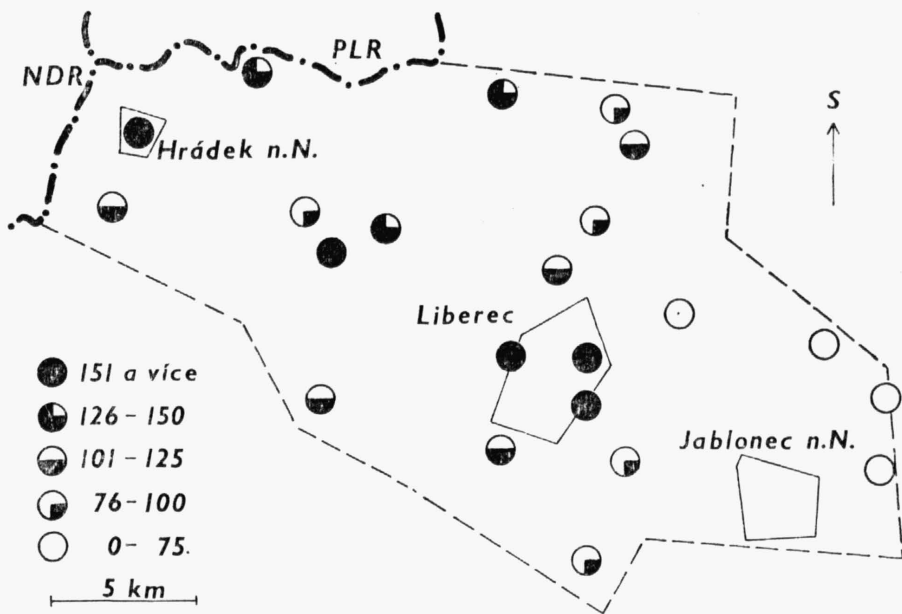 NDR
PLR
S
Hrádek n.N.
Liberec
Jablonec n.N.
151 a více
126-150
101-125
76-100
0-75.
5 km